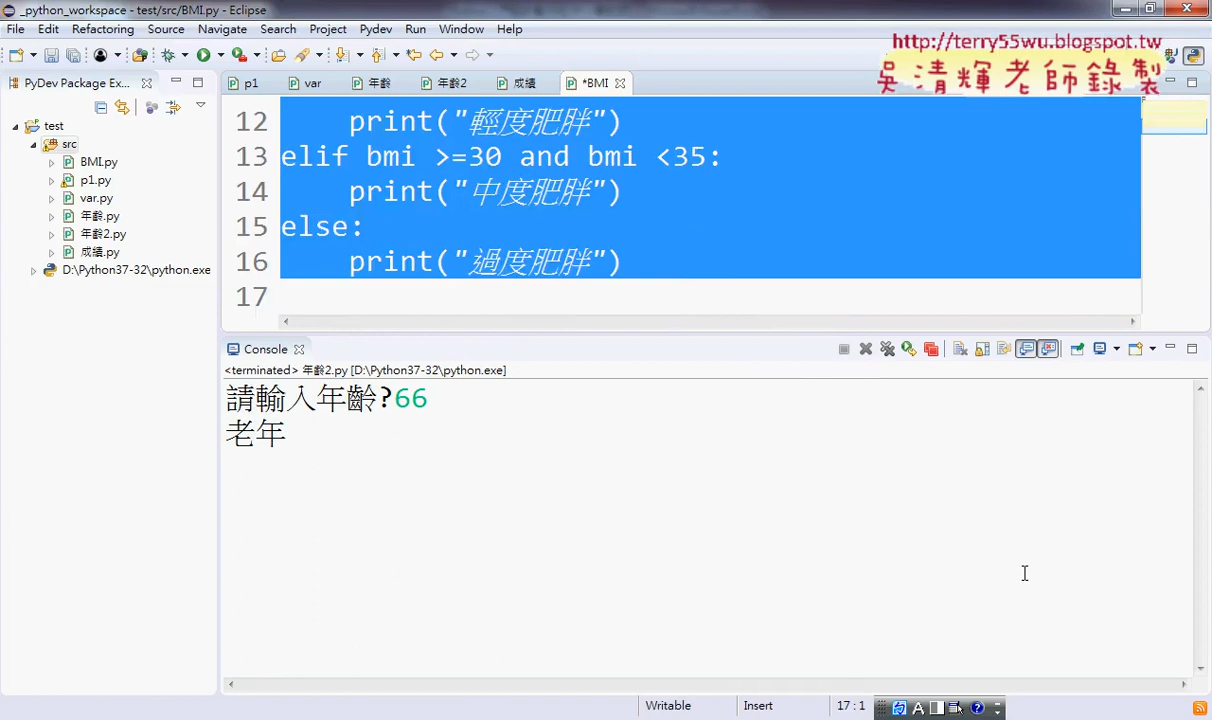 _python_workspace - test/src/BMI.py - Eclipse
File Edit Refactoring Source Navigate Search Project Pydev Run Window Help
http://terry55wu.blogspot.tw
吳清輝老師錄製
PyDev Package Ex...
p1 var 年齡 年齡2 成績 *BMI
test
src
BMI.py
p1.py
var.py
年齡.py
年齡2.py
成績.py
D:\Python37-32\python.exe
12 print("輕度肥胖")
13 elif bmi >=30 and bmi <35:
14 print("中度肥胖")
15 else:
16 print("過度肥胖")
17
Console
<terminated> 年齡2.py [D:\Python37-32\python.exe]
請輸入年齡?66
老年
Writable Insert 17 : 1